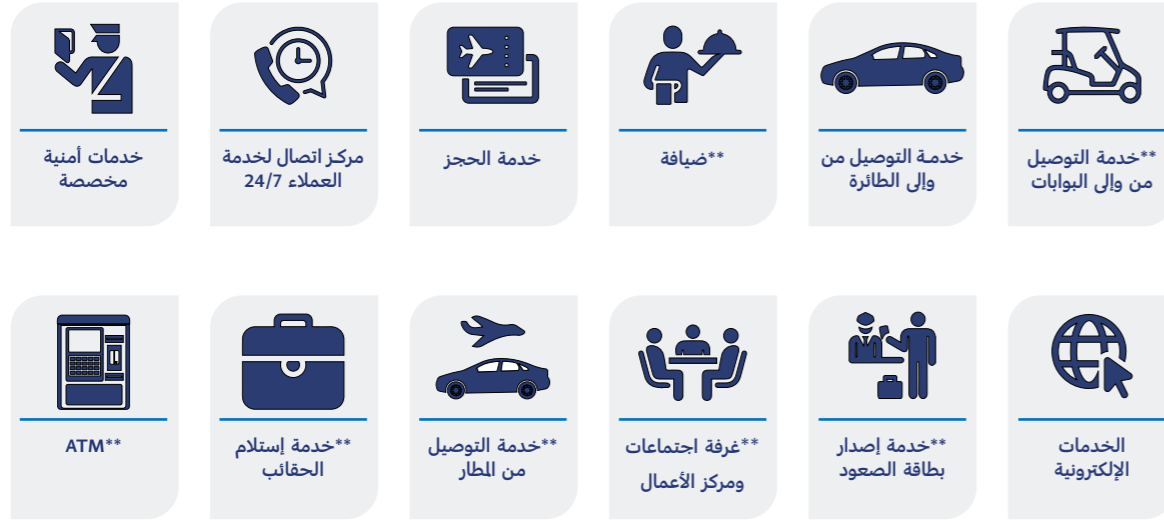 **خدمة التوصيل
من وإلى البوابات
خدمـة التوصيل من
وإلى الطائرة
**ضيافة
خدمة الحجز
مركـز اتصال لخدمة
العملاء 24/7
خدمات أمنية
مخصصة
الخدمات
الإلكترونية
**خدمة إصدار
بطاقة الصعود
**غرفة اجتماعات
ومركز الأعمال
**خدمة التوصيل
من المطار
**خدمة إستلام
الحقائب
ATM**